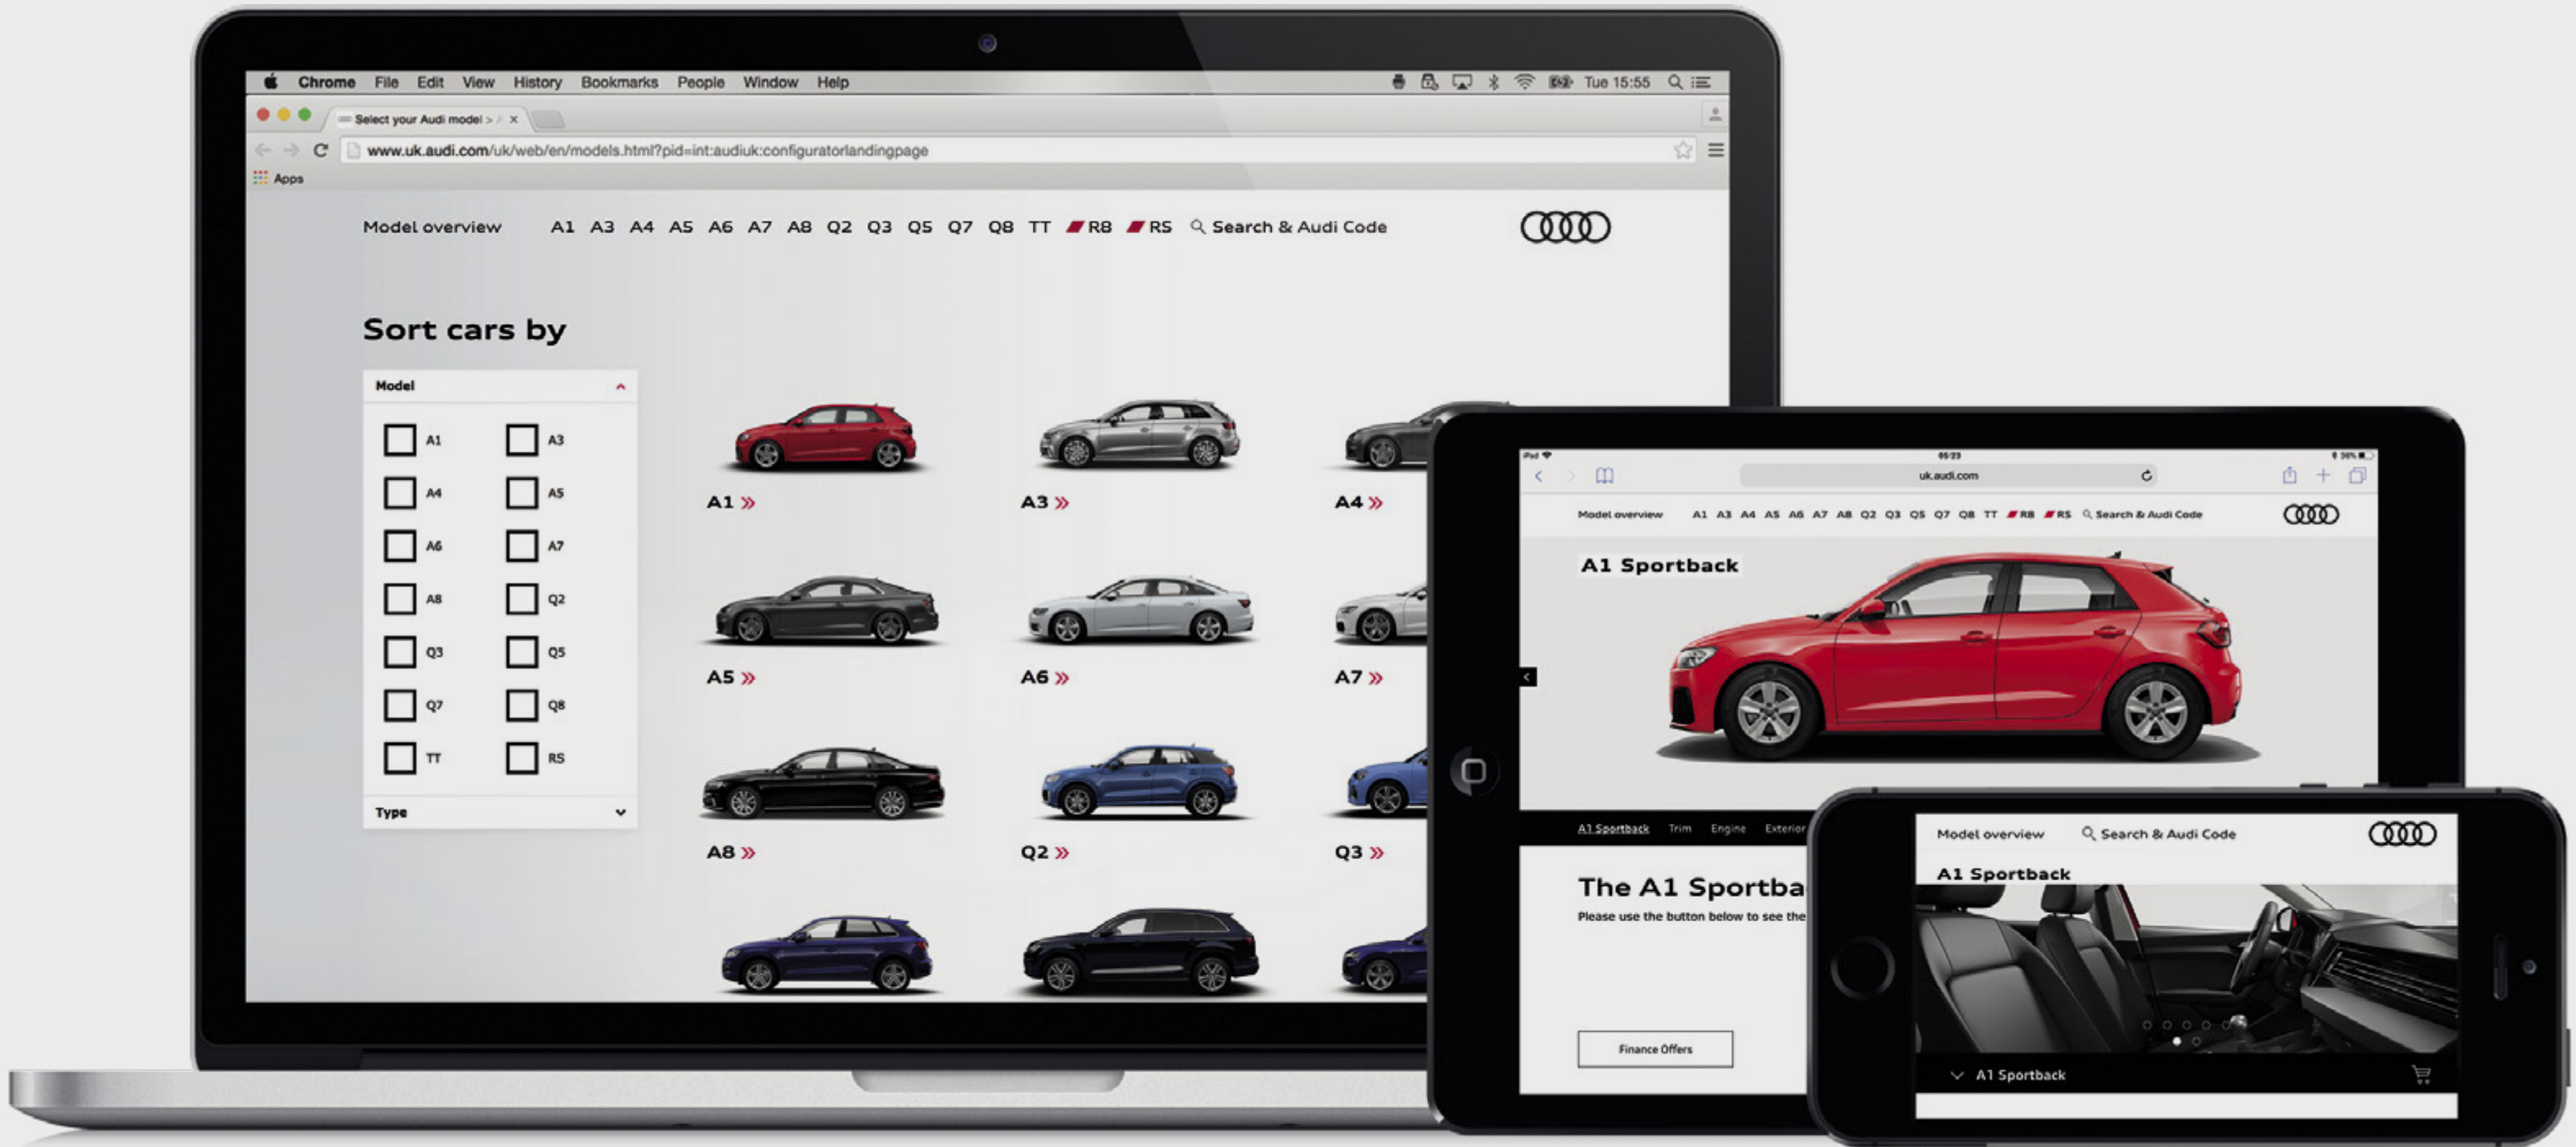 Chrome File Edit View History Bookmarks People Window Help Tue 15:55
Select your Audi model >
www.uk.audi.com/uk/web/en/models.html?pid=int:audiuk:configuratorlandingpage
Apps
Model overview A1 A3 A4 A5 A6 A7 A8 Q2 Q3 Q5 Q7 Q8 TT R8 RS Search & Audi Code
Sort cars by
Model
A1 A3
A4 A5
A6 A7
A8 Q2
Q3 Q5
Q7 Q8
TT RS
Type
A1 »
A3 »
A4 »
A5 »
A6 »
A7 »
A8 »
Q2 »
Q3 »
iPad
uk.audi.com
Model overview A1 A3 A4 A5 A6 A7 A8 Q2 Q3 Q5 Q7 Q8 TT R8 RS Search & Audi Code
A1 Sportback
A1 Sportback Trim Engine Exterior
The A1 Sportba
Please use the button below to see the
Finance Offers
Model overview Search & Audi Code
A1 Sportback
A1 Sportback